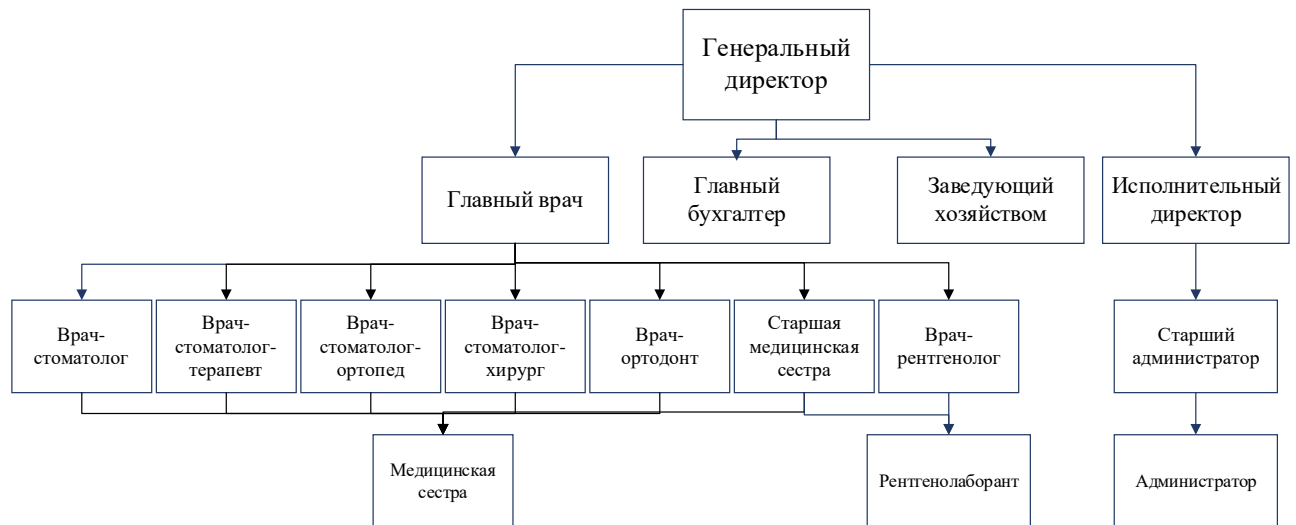 Генеральный
директор
Главный врач
Главный
бухгалтер
Заведующий
хозяйством
Исполнительный
директор
Врач-
стоматолог
Врач-
стоматолог-
терапевт
Врач-
стоматолог-
ортопед
Врач-
стоматолог-
хирург
Врач-
ортодонт
Старшая
медицинская
сестра
Врач-
рентгенолог
Старший
администратор
Медицинская
сестра
Рентгенолаборант
Администратор